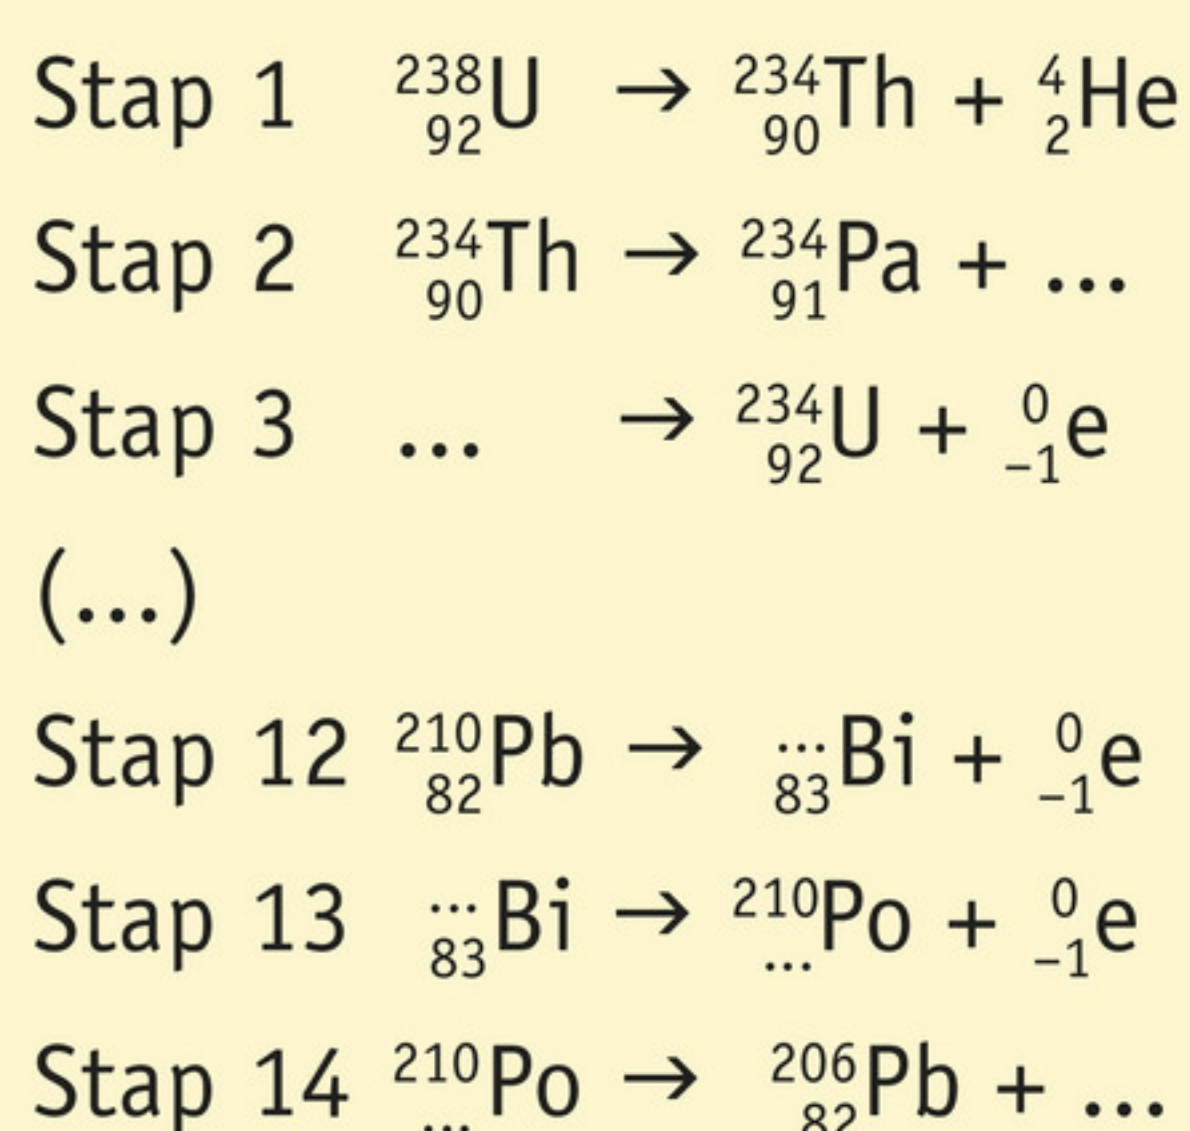 Stap 1 ²³⁸₉₂U → ²³⁴₉₀Th + ⁴₂He
Stap 2 ²³⁴₉₀Th → ²³⁴₉₁Pa + ...
Stap 3 ... → ²³⁴₉₂U + ⁰₋₁e
(...)
Stap 12 ²¹⁰₈₂Pb → ˙˙˙₈₃Bi + ⁰₋₁e
Stap 13 ˙˙˙₈₃Bi → ²¹⁰...Po + ⁰₋₁e
Stap 14 ²¹⁰...Po → ²⁰⁶₈₂Pb + ...